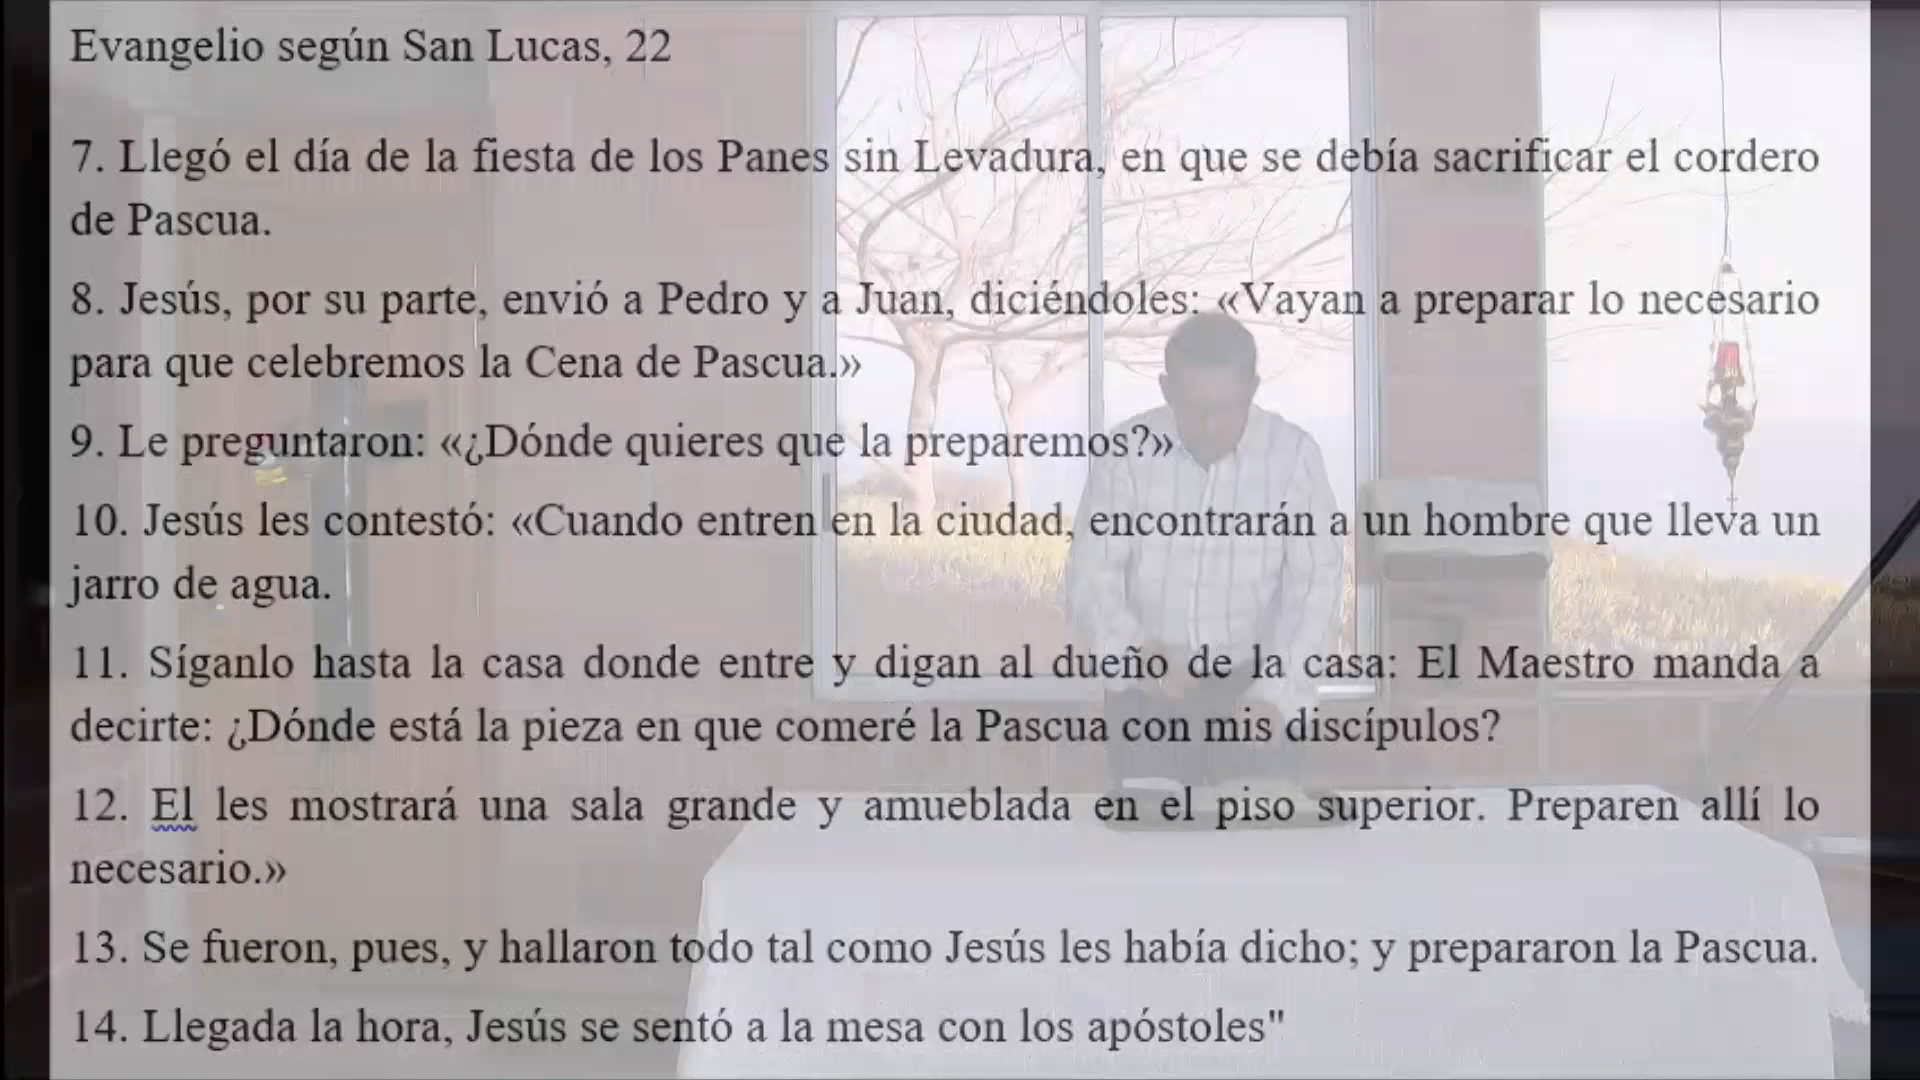 Evangelio según San Lucas, 22
7. Llegó el día de la fiesta de los Panes sin Levadura, en que se debía sacrificar el cordero
de Pascua.
8. Jesús, por su parte, envió a Pedro y a Juan, diciéndoles: «Vayan a preparar lo necesario
para que celebremos la Cena de Pascua.»
9. Le preguntaron: «¿Dónde quieres que la preparemos?»
10. Jesús les contestó: «Cuando entren en la ciudad, encontrarán a un hombre que lleva un
jarro de agua.
11. Síganlo hasta la casa donde entre y digan al dueño de la casa: El Maestro manda a
decirte: ¿Dónde está la pieza en que comeré la Pascua con mis discípulos?
12. El les mostrará una sala grande y amueblada en el piso superior. Preparen allí lo
necesario.»
13. Se fueron, pues, y hallaron todo tal como Jesús les había dicho; y prepararon la Pascua.
14. Llegada la hora, Jesús se sentó a la mesa con los apóstoles"